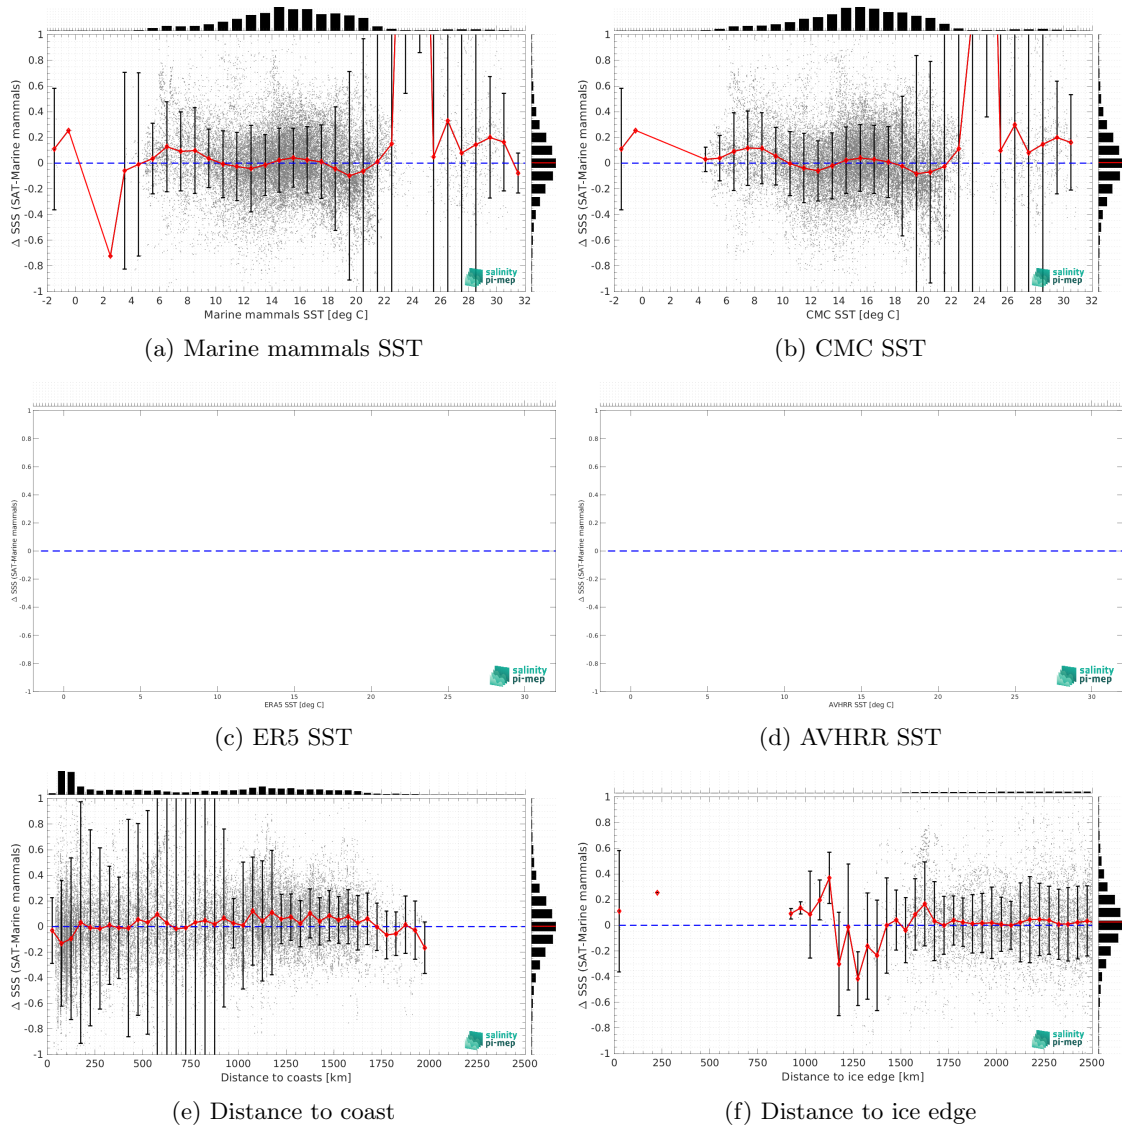 1
0.8
0.6
0.4
0.2
0
-0.2
-0.4
-0.6
-0.8
-1
Δ SSS (SAT-Marine mammals)
-2 0 2 4 6 8 10 12 14 16 18 20 22 24 26 28 30 32
Marine mammals SST [deg C]
salinity
pi-mep
(a) Marine mammals SST
1
0.8
0.6
0.4
0.2
0
-0.2
-0.4
-0.6
-0.8
-1
Δ SSS (SAT-Marine mammals)
-2 0 2 4 6 8 10 12 14 16 18 20 22 24 26 28 30 32
CMC SST [deg C]
salinity
pi-mep
(b) CMC SST
1
0.8
0.6
0.4
0.2
0
-0.2
-0.4
-0.6
-0.8
-1
Δ SSS (SAT-Marine mammals)
0 5 10 15 20 25 30
ERA5 SST [deg C]
salinity
pi-mep
(c) ER5 SST
1
0.8
0.6
0.4
0.2
0
-0.2
-0.4
-0.6
-0.8
-1
Δ SSS (SAT-Marine mammals)
0 5 10 15 20 25 30
AVHRR SST [deg C]
salinity
pi-mep
(d) AVHRR SST
1
0.8
0.6
0.4
0.2
0
-0.2
-0.4
-0.6
-0.8
-1
Δ SSS (SAT-Marine mammals)
0 250 500 750 1000 1250 1500 1750 2000 2250 2500
Distance to coasts [km]
salinity
pi-mep
(e) Distance to coast
1
0.8
0.6
0.4
0.2
0
-0.2
-0.4
-0.6
-0.8
-1
Δ SSS (SAT-Marine mammals)
0 250 500 750 1000 1250 1500 1750 2000 2250 2500
Distance to ice edge [km]
salinity
pi-mep
(f) Distance to ice edge